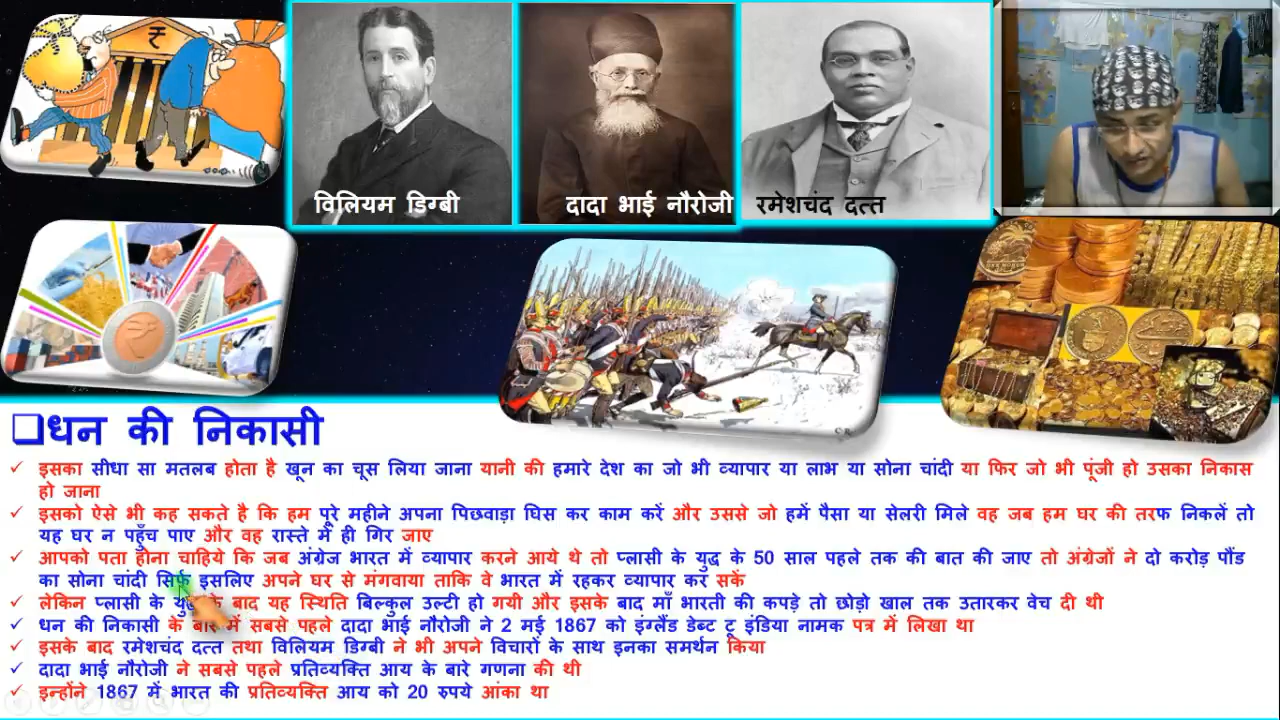 विलियम डिग्बी
दादा भाई नौरोजी
रमेशचंद दत्त
धन की निकासी
इसका सीधा सा मतलब होता है खून का चूस लिया जाना यानी की हमारे देश का जो भी व्यापार या लाभ या सोना चांदी या फिर जो भी पूंजी हो उसका निकास
हो जाना
इसको ऐसे भी कह सकते है कि हम पूरे महीने अपना पिछवाड़ा घिस कर काम करें और उससे जो हमें पैसा या सेलरी मिले वह जब हम घर की तरफ निकलें तो
यह घर न पहुँच पाए और वह रास्ते में ही गिर जाए
आपको पता होना चाहिये कि जब अंग्रेज भारत में व्यापार करने आये थे तो प्लासी के युद्ध के 50 साल पहले तक की बात की जाए तो अंग्रेजों ने दो करोड़ पौंड
का सोना चांदी सिर्फ इसलिए अपने घर से मंगवाया ताकि वे भारत में रहकर व्यापार कर सकें
लेकिन प्लासी के युद्ध के बाद यह स्थिति बिल्कुल उल्टी हो गयी और इसके बाद माँ भारती की कपड़े तो छोड़ो खाल तक उतारकर वेच दी थी
धन की निकासी के बारे में सबसे पहले दादा भाई नौरोजी ने 2 मई 1867 को इंग्लैंड डेब्ट टू इंडिया नामक पत्र में लिखा था
इसके बाद रमेशचंद दत्त तथा विलियम डिग्बी ने भी अपने विचारों के साथ इनका समर्थन किया
दादा भाई नौरोजी ने सबसे पहले प्रतिव्यक्ति आय के बारे गणना की थी
इन्होंने 1867 में भारत की प्रतिव्यक्ति आय को 20 रुपये आंका था